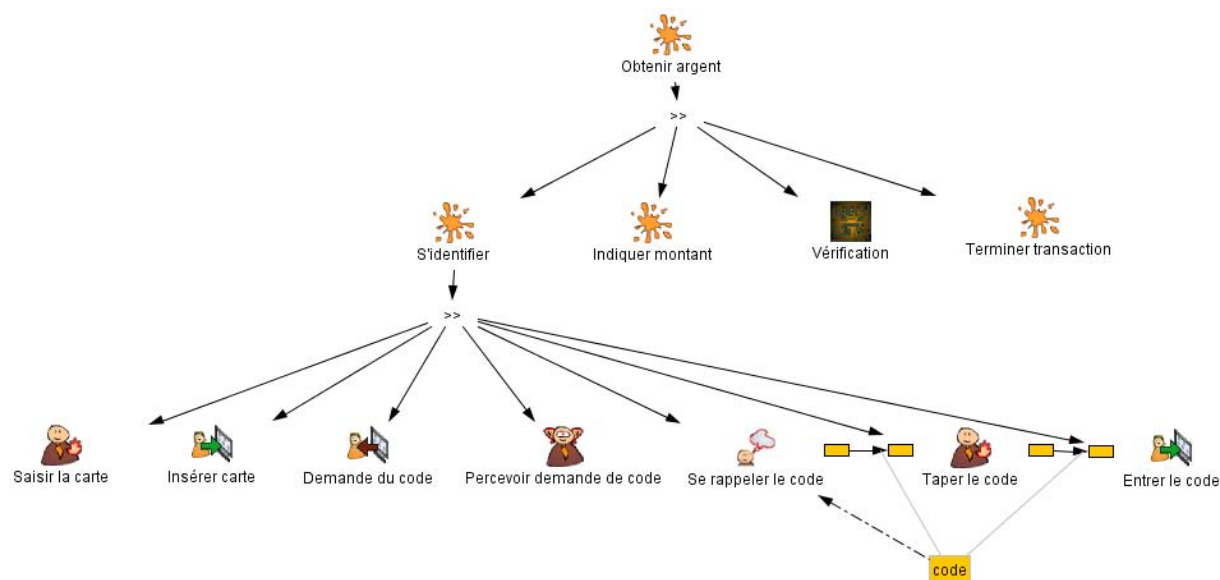 Obtenir argent
>>
S'identifier
Indiquer montant
Vérification
Terminer transaction
>>
Saisir la carte
Insérer carte
Demande du code
Percevoir demande de code
Se rappeler le code
Taper le code
Entrer le code
code